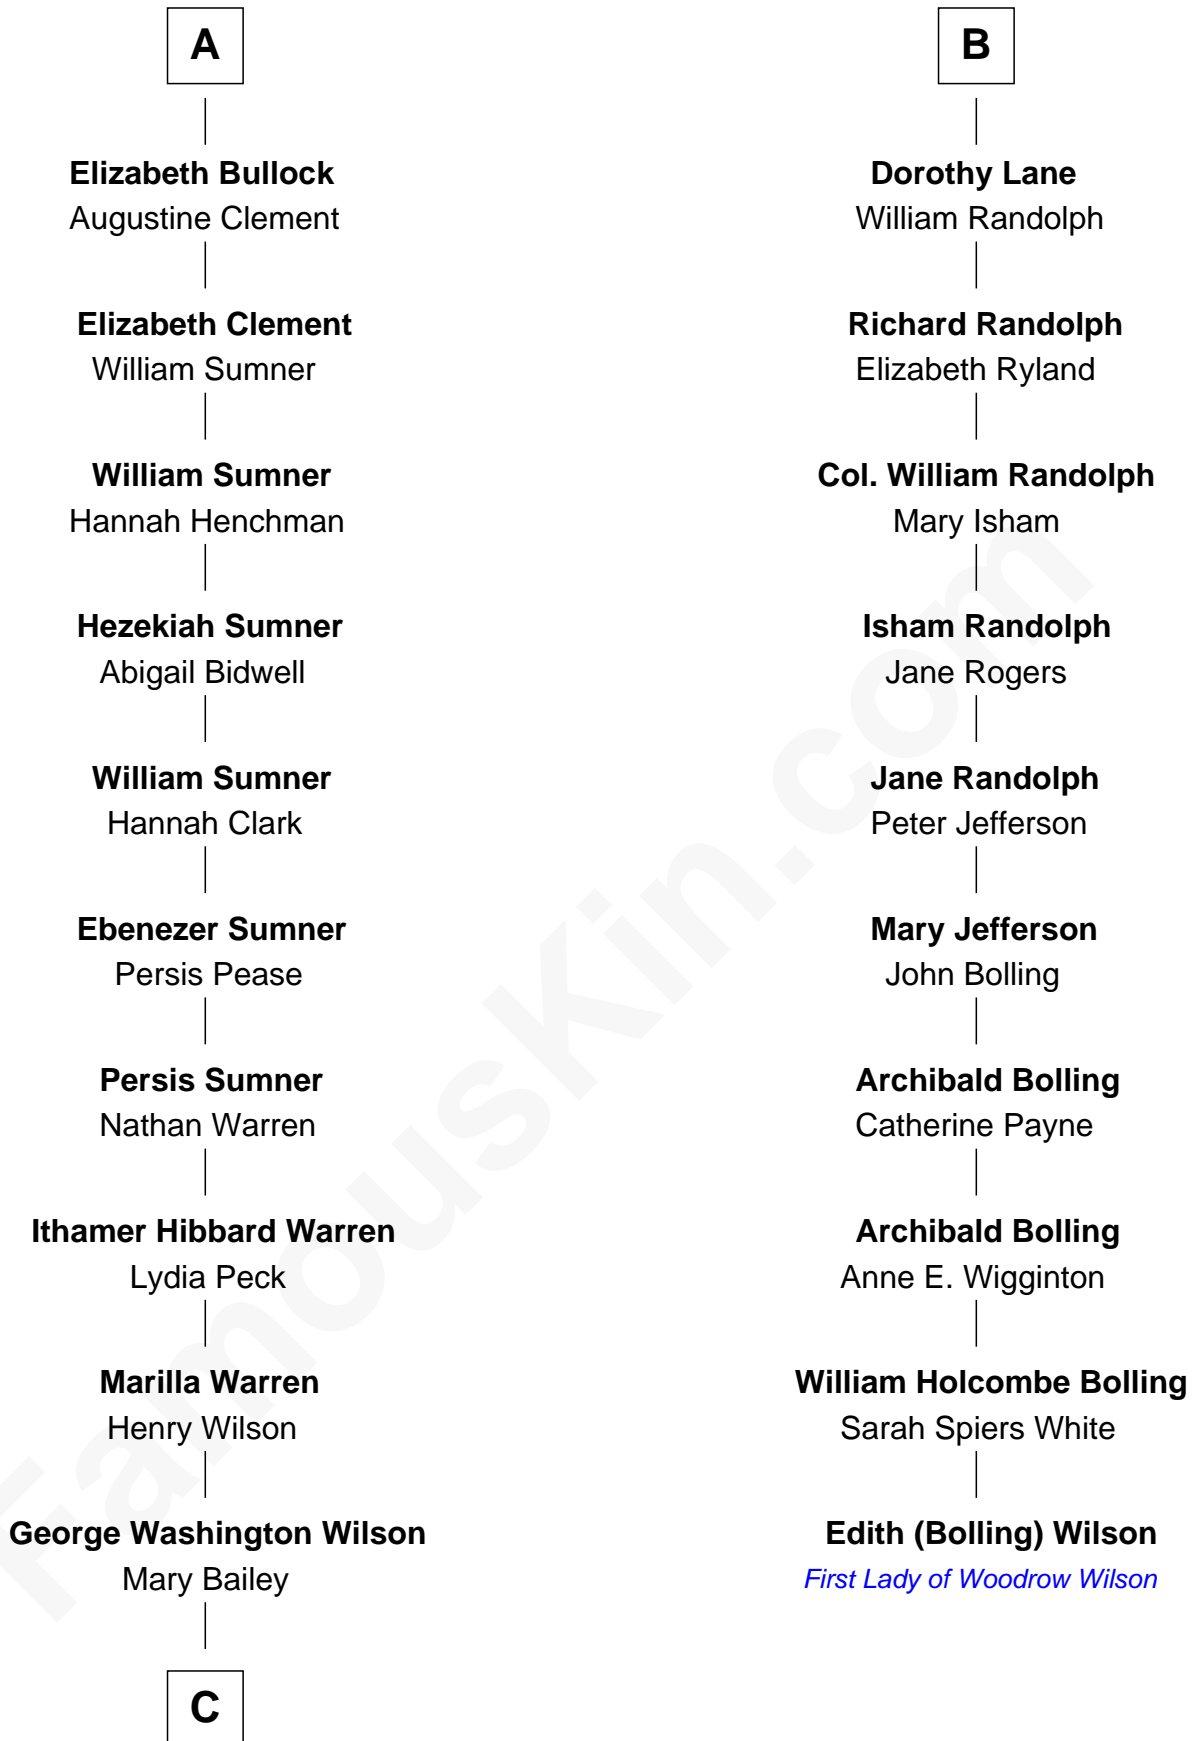 A
Elizabeth Bullock
Augustine Clement
Elizabeth Clement
William Sumner
William Sumner
Hannah Henchman
Hezekiah Sumner
Abigail Bidwell
William Sumner
Hannah Clark
Ebenezer Sumner
Persis Pease
Persis Sumner
Nathan Warren
Ithamer Hibbard Warren
Lydia Peck
Marilla Warren
Henry Wilson
George Washington Wilson
Mary Bailey
C
B
Dorothy Lane
William Randolph
Richard Randolph
Elizabeth Ryland
Col. William Randolph
Mary Isham
Isham Randolph
Jane Rogers
Jane Randolph
Peter Jefferson
Mary Jefferson
John Bolling
Archibald Bolling
Catherine Payne
Archibald Bolling
Anne E. Wigginton
William Holcombe Bolling
Sarah Spiers White
Edith (Bolling) Wilson
First Lady of Woodrow Wilson
FamousKin.com